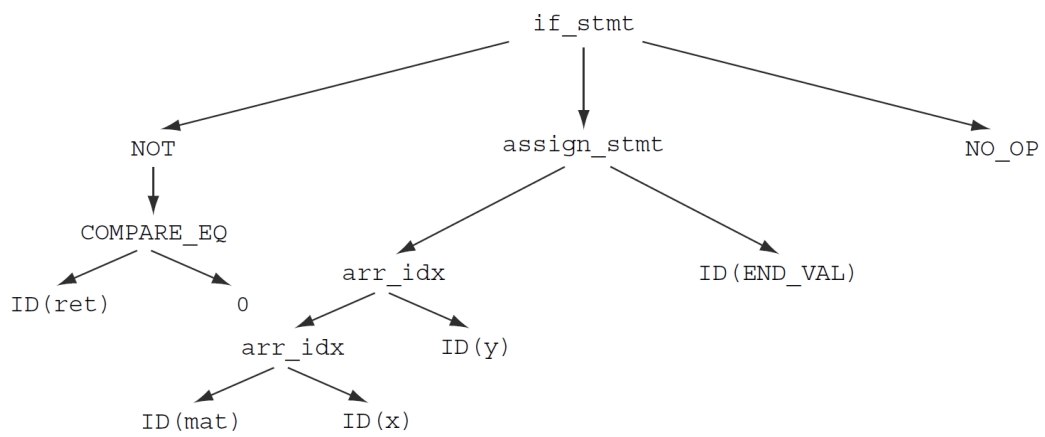 if_stmt
NOT assign_stmt NO_OP
COMPARE_EQ
arr_idx ID(END_VAL)
ID(ret) 0
arr_idx ID(y)
ID(mat) ID(x)